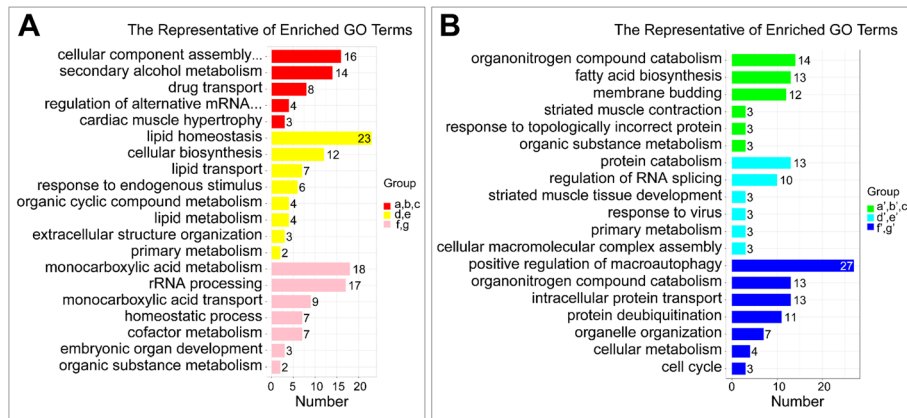 A
The Representative of Enriched GO Terms
cellular component assembly... 16
secondary alcohol metabolism 14
drug transport 8
regulation of alternative mRNA... 4
cardiac muscle hypertrophy 3
lipid homeostasis 23
cellular biosynthesis 12
lipid transport 7
response to endogenous stimulus 6
organic cyclic compound metabolism 4
lipid metabolism 4
extracellular structure organization 3
primary metabolism 2
monocarboxylic acid metabolism 18
rRNA processing 17
monocarboxylic acid transport 9
homeostatic process 7
cofactor metabolism 7
embryonic organ development 3
organic substance metabolism 2
0 5 10 15 20
Number
Group
a,b,c
d,e
f,g
B
The Representative of Enriched GO Terms
organonitrogen compound catabolism 14
fatty acid biosynthesis 13
membrane budding 12
striated muscle contraction 3
response to topologically incorrect protein 3
organic substance metabolism 3
protein catabolism 13
regulation of RNA splicing 10
striated muscle tissue development 3
response to virus 3
primary metabolism 3
cellular macromolecular complex assembly 3
positive regulation of macroautophagy 27
organonitrogen compound catabolism 13
intracellular protein transport 13
protein deubiquitination 11
organelle organization 7
cellular metabolism 4
cell cycle 3
0 10 20
Number
Group
a',b',c'
d',e'
f',g'